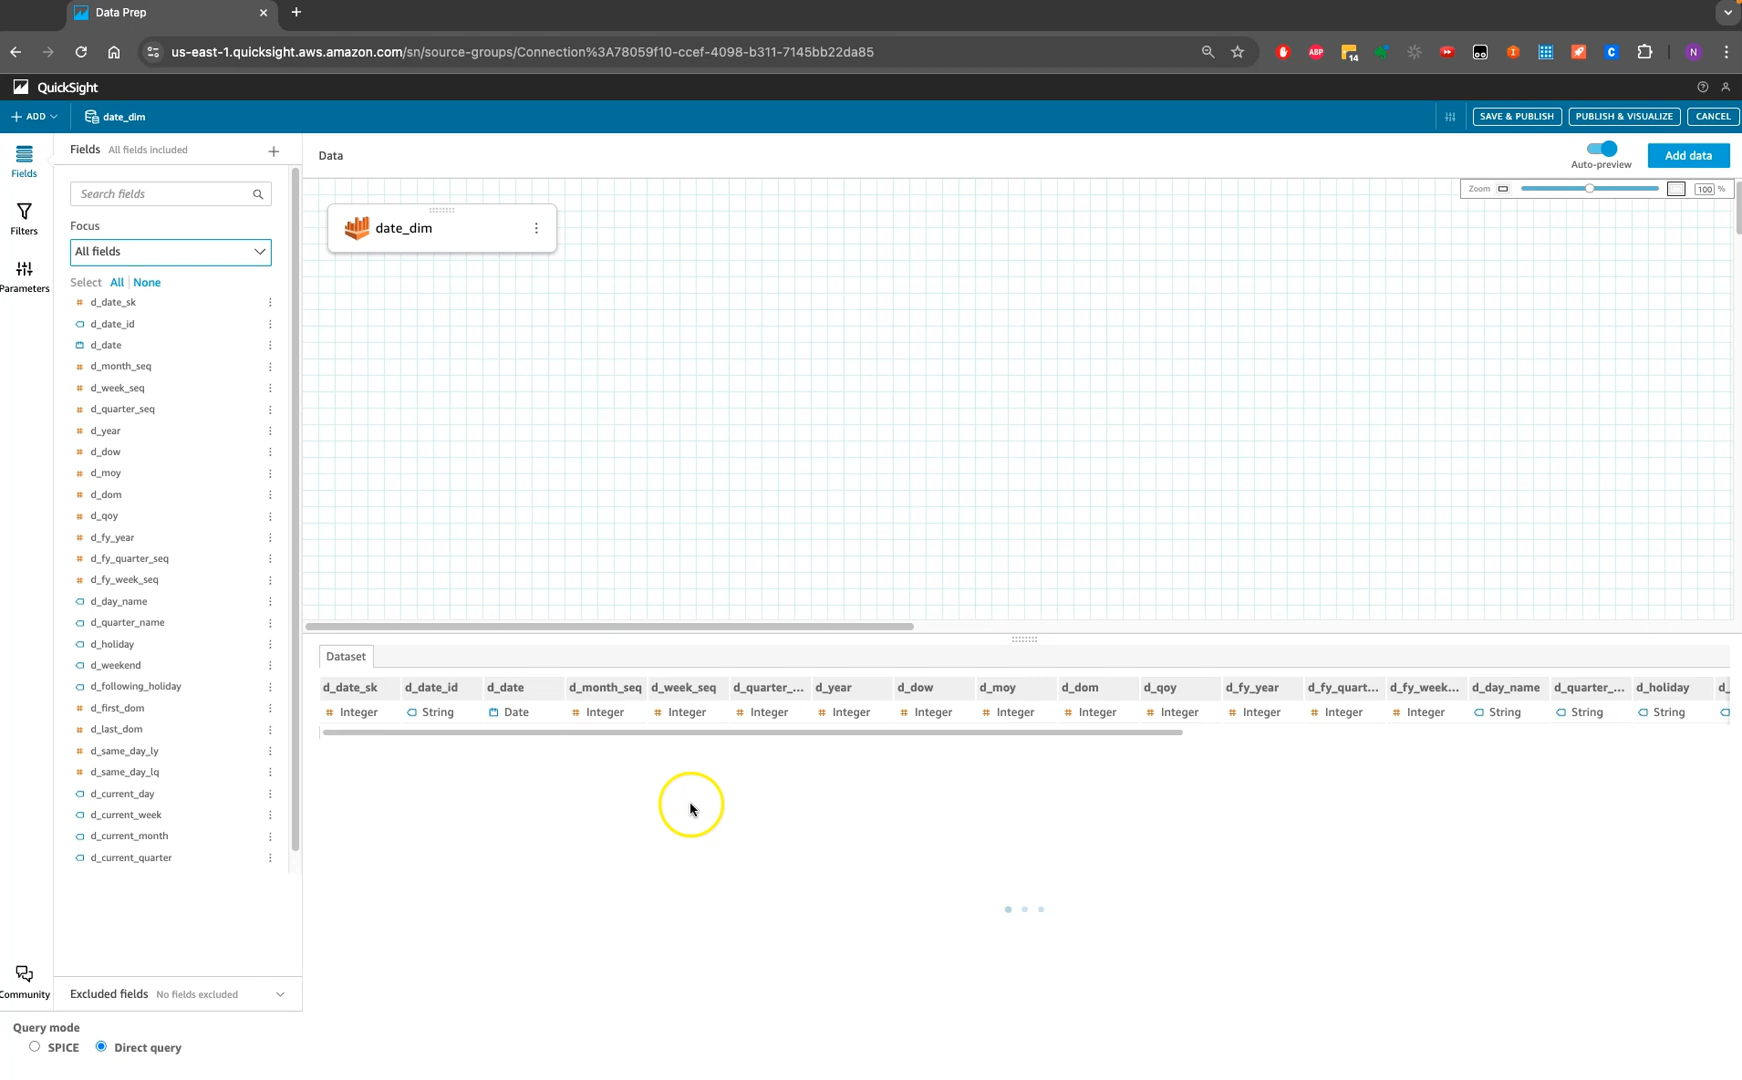 Data Prep
us-east-1.quicksight.aws.amazon.com/sn/source-groups/Connection%3A78059f10-ccef-4098-b311-7145bb22da85
ABP
14
C
N
QuickSight
+ ADD
date_dim
SAVE & PUBLISH
PUBLISH & VISUALIZE
CANCEL
Fields
Filters
Parameters
Community
Fields All fields included
Search fields
Focus
All fields
Select All None
d_date_sk
d_date_id
d_date
d_month_seq
d_week_seq
d_quarter_seq
d_year
d_dow
d_moy
d_dom
d_qoy
d_fy_year
d_fy_quarter_seq
d_fy_week_seq
d_day_name
d_quarter_name
d_holiday
d_weekend
d_following_holiday
d_first_dom
d_last_dom
d_same_day_ly
d_same_day_lq
d_current_day
d_current_week
d_current_month
d_current_quarter
Excluded fields No fields excluded
Query mode
SPICE Direct query
Data
Auto-preview
Add data
Zoom 100 %
date_dim
Dataset
d_date_sk d_date_id d_date d_month_seq d_week_seq d_quarter_... d_year d_dow d_moy d_dom d_qoy d_fy_year d_fy_quart... d_fy_week... d_day_name d_quarter_... d_holiday d_
# Integer String Date # Integer # Integer # Integer # Integer # Integer # Integer # Integer # Integer # Integer # Integer # Integer String String String